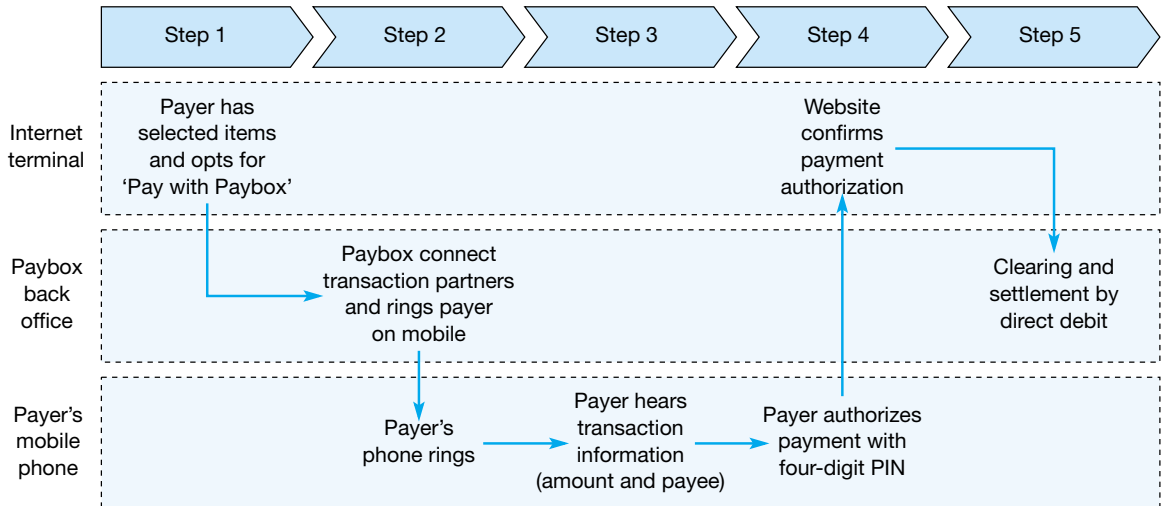 Step 1
Step 2
Step 3
Step 4
Step 5
Internet
terminal
Payer has
selected items
and opts for
‘Pay with Paybox’
Website
confirms
payment
authorization
Paybox
back
office
Paybox connect
transaction partners
and rings payer
on mobile
Clearing and
settlement by
direct debit
Payer’s
mobile
phone
Payer’s
phone rings
Payer hears
transaction
information
(amount and payee)
Payer authorizes
payment with
four-digit PIN